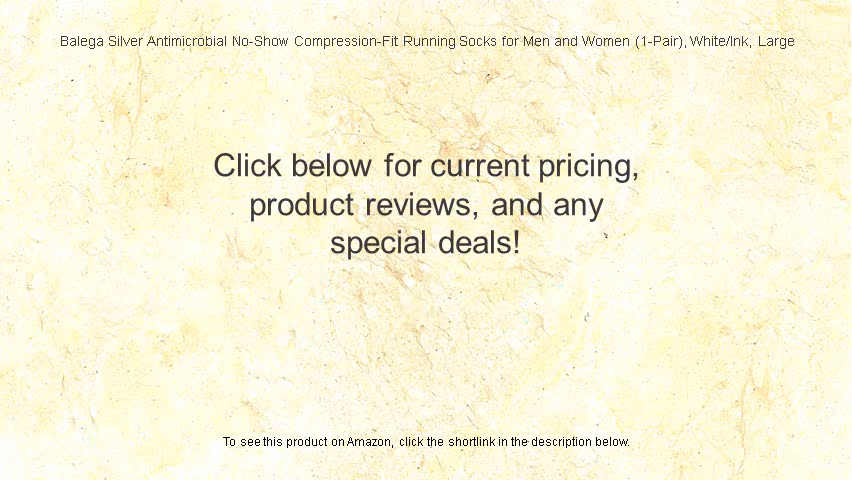 Balega Silver Antimicrobial No-Show Compression-Fit Running Socks for Men and Women (1-Pair), White/Ink, Large
Click below for current pricing,
product reviews, and any
special deals!
To see this product on Amazon, click the shortlink in the description below.